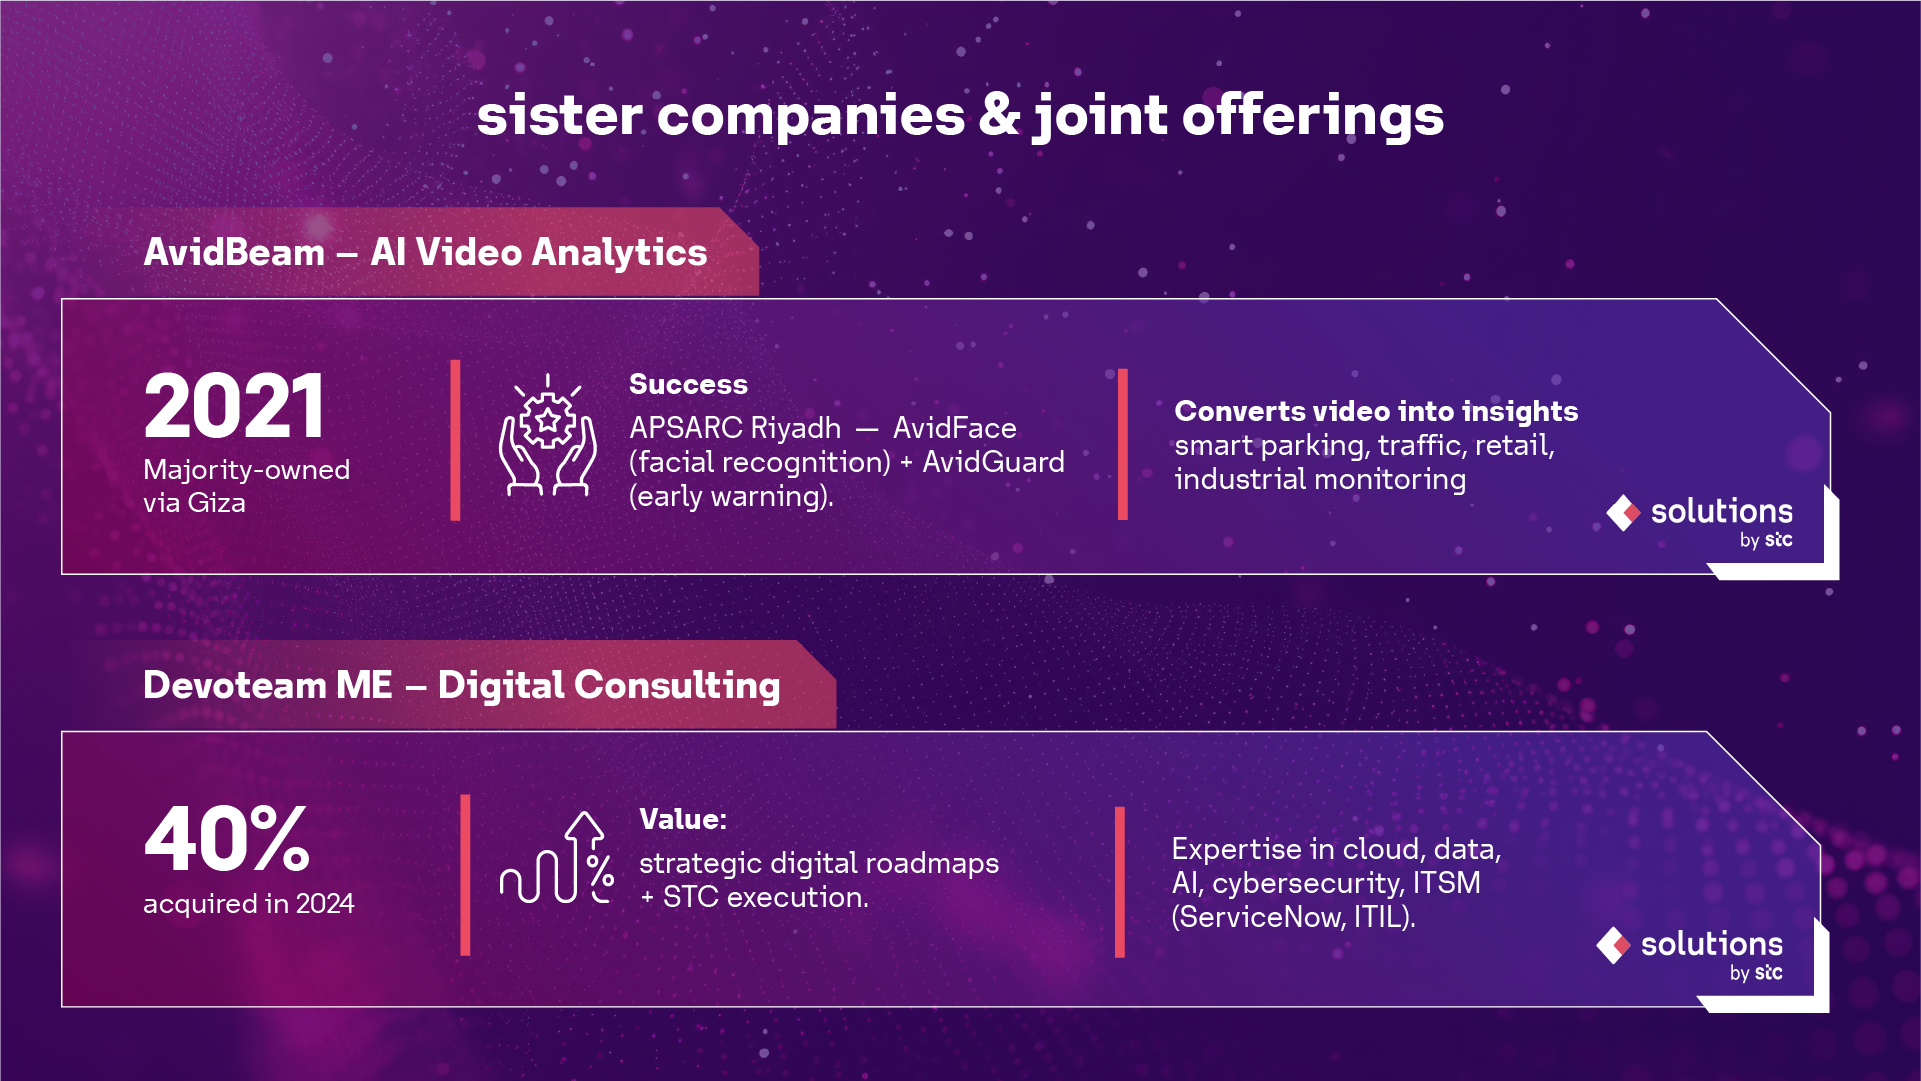 sister companies & joint offerings
AvidBeam – AI Video Analytics
2021
Majority-owned
via Giza
Success
APSARC Riyadh — AvidFace
(facial recognition) + AvidGuard
(early warning).
Converts video into insights
smart parking, traffic, retail,
industrial monitoring
solutions
by stc
Devoteam ME – Digital Consulting
40%
acquired in 2024
%
Value:
strategic digital roadmaps
+ STC execution.
Expertise in cloud, data,
AI, cybersecurity, ITSM
(ServiceNow, ITIL).
solutions
by stc